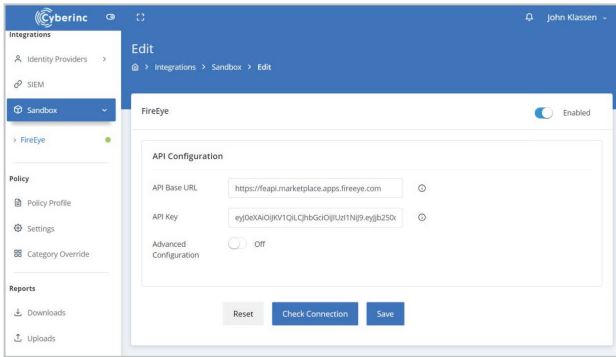 Cyberinc
John Klassen
Integrations
Identity Providers
SIEM
Sandbox
FireEye
Policy
Policy Profile
Settings
Category Override
Reports
Downloads
Uploads
Edit
Integrations > Sandbox > Edit
FireEye
Enabled
API Configuration
API Base URL
https://feapi.marketplace.apps.fireeye.com
API Key
Advanced
Configuration
Off
Reset
Check Connection
Save